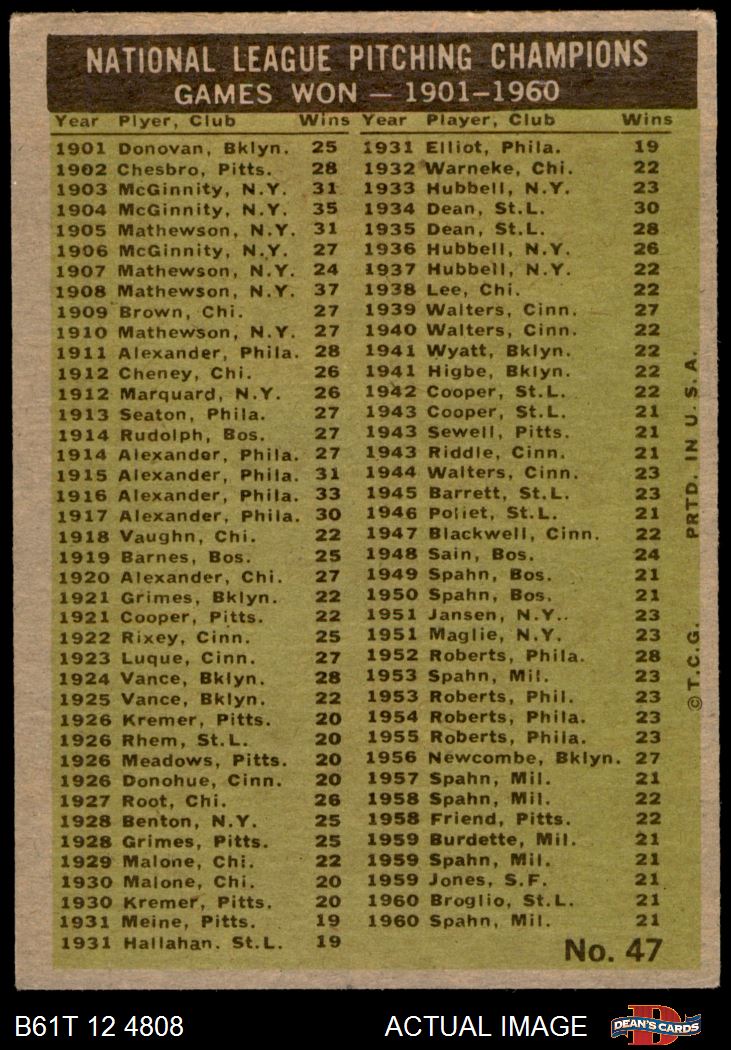 NATIONAL LEAGUE PITCHING CHAMPIONS
GAMES WON — 1901-1960
Year Plyer, Club Wins
1901 Donovan, Bklyn. 25
1902 Chesbro, Pitts. 28
1903 McGinnity, N.Y. 31
1904 McGinnity, N.Y. 35
1905 Mathewson, N.Y. 31
1906 McGinnity, N.Y. 27
1907 Mathewson, N.Y. 24
1908 Mathewson, N.Y. 37
1909 Brown, Chi. 27
1910 Mathewson, N.Y. 27
1911 Alexander, Phila. 28
1912 Cheney, Chi. 26
1912 Marquard, N.Y. 26
1913 Seaton, Phila. 27
1914 Rudolph, Bos. 27
1914 Alexander, Phila. 27
1915 Alexander, Phila. 31
1916 Alexander, Phila. 33
1917 Alexander, Phila. 30
1918 Vaughn, Chi. 22
1919 Barnes, Bos. 25
1920 Alexander, Chi. 27
1921 Grimes, Bklyn. 22
1921 Cooper, Pitts. 22
1922 Rixey, Cinn. 25
1923 Luque, Cinn. 27
1924 Vance, Bklyn. 28
1925 Vance, Bklyn. 22
1926 Kremer, Pitts. 20
1926 Rhem, St.L. 20
1926 Meadows, Pitts. 20
1926 Donohue, Cinn. 20
1927 Root, Chi. 26
1928 Benton, N.Y. 25
1928 Grimes, Pitts. 25
1929 Malone, Chi. 22
1930 Malone, Chi. 20
1930 Kremer, Pitts. 20
1931 Meine, Pitts. 19
1931 Hallahan. St.L. 19
Year Player, Club Wins
1931 Elliot, Phila. 19
1932 Warneke, Chi. 22
1933 Hubbell, N.Y. 23
1934 Dean, St.L. 30
1935 Dean, St.L. 28
1936 Hubbell, N.Y. 26
1937 Hubbell, N.Y. 22
1938 Lee, Chi. 22
1939 Walters, Cinn. 27
1940 Walters, Cinn. 22
1941 Wyatt, Bklyn. 22
1941 Higbe, Bklyn. 22
1942 Cooper, St.L. 22
1943 Cooper, St.L. 21
1943 Sewell, Pitts. 21
1943 Riddle, Cinn. 21
1944 Walters, Cinn. 23
1945 Barrett, St.L. 23
1946 Pollet, St.L. 21
1947 Blackwell, Cinn. 22
1948 Sain, Bos. 24
1949 Spahn, Bos. 21
1950 Spahn, Bos. 21
1951 Jansen, N.Y.. 23
1951 Maglie, N.Y. 23
1952 Roberts, Phila. 28
1953 Spahn, Mil. 23
1953 Roberts, Phil. 23
1954 Roberts, Phila. 23
1955 Roberts, Phila. 23
1956 Newcombe, Bklyn. 27
1957 Spahn, Mil. 21
1958 Spahn, Mil. 22
1958 Friend, Pitts. 22
1959 Burdette, Mil. 21
1959 Spahn, Mil. 21
1959 Jones, S.F. 21
1960 Broglio, St.L. 21
1960 Spahn, Mil. 21
No. 47
©T.C.G. PRTD. IN U.S.A.
B61T 12 4808 ACTUAL IMAGE
DEAN'S CARDS